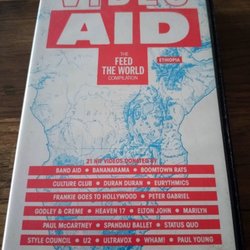 VIDEO
AID
THE
FEED
THE WORLD
COMPILATION
ETHIOPIA
21 HIT VIDEOS DONATED BY
BAND AID • BANANARAMA • BOOMTOWN RATS
CULTURE CLUB • DURAN DURAN • EURYTHMICS
FRANKIE GOES TO HOLLYWOOD • PETER GABRIEL
GODLEY & CREME • HEAVEN 17 • ELTON JOHN • MARILYN
PAUL McCARTNEY • SPANDAU BALLET • STATUS QUO
STYLE COUNCIL • U2 • ULTRAVOX • WHAM! • PAUL YOUNG